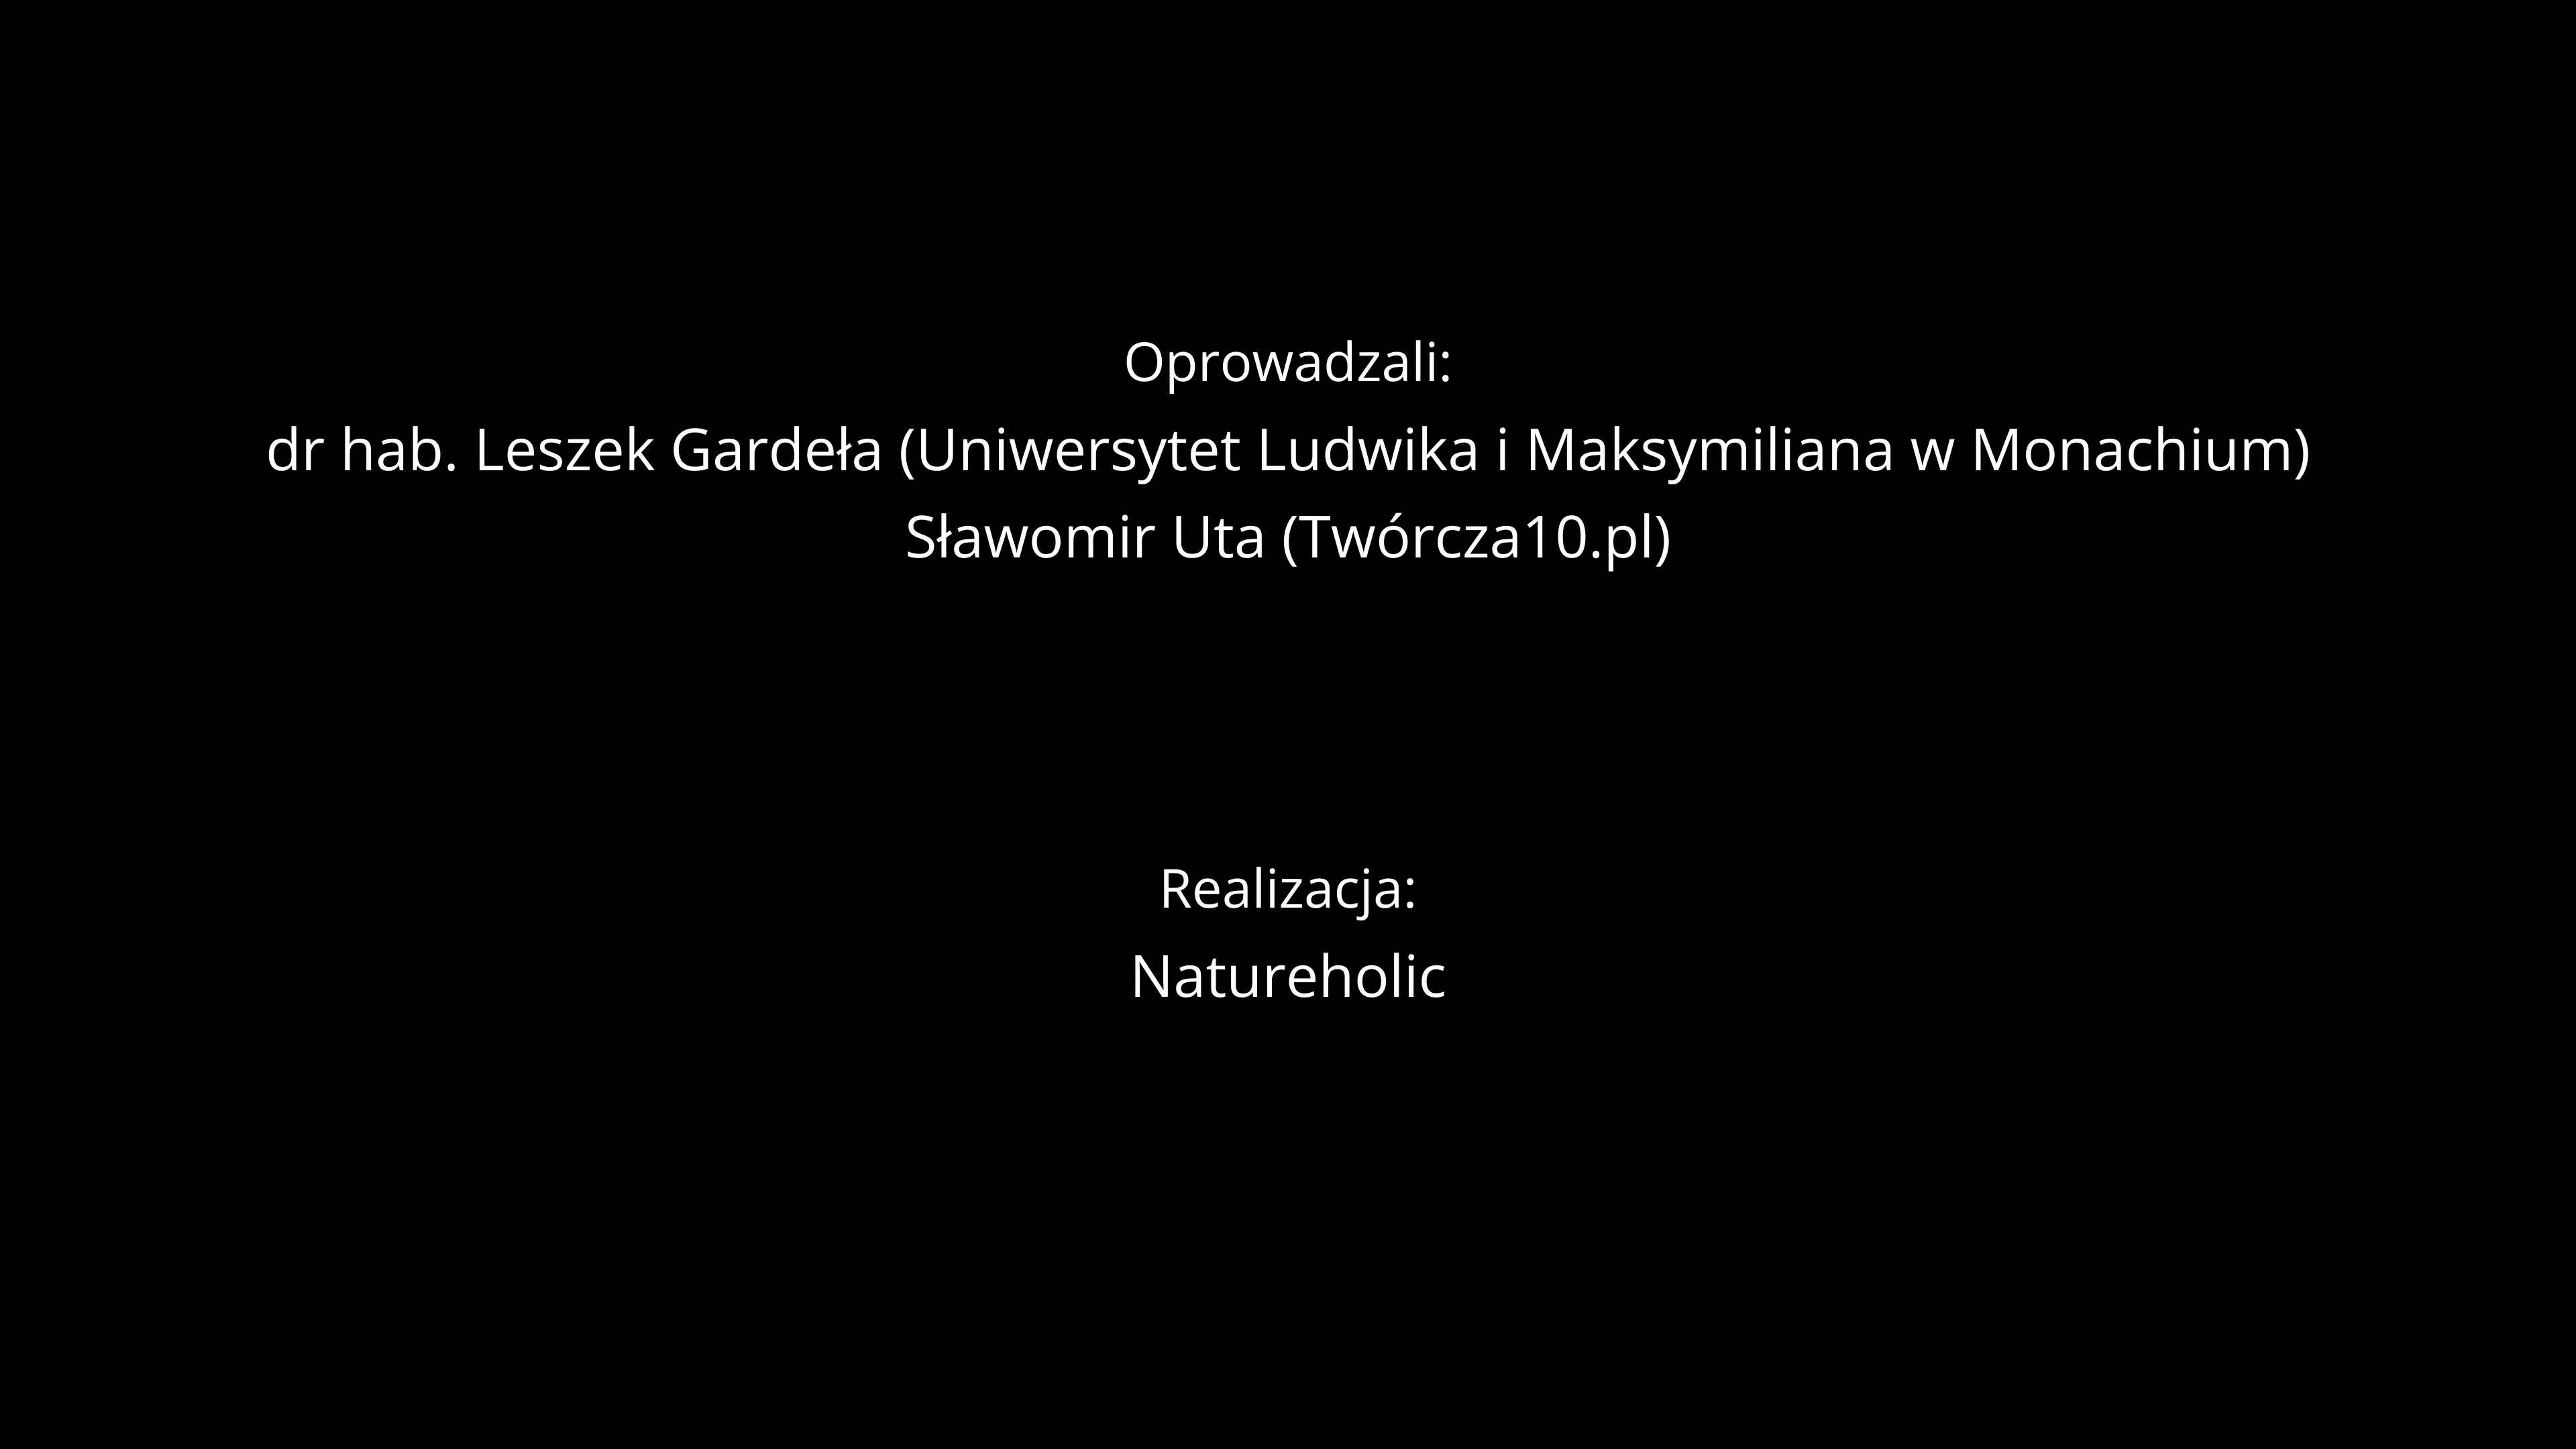 Oprowadzali:
dr hab. Leszek Gardeła (Uniwersytet Ludwika i Maksymiliana w Monachium)
Sławomir Uta (Twórcza10.pl)
Realizacja:
Natureholic